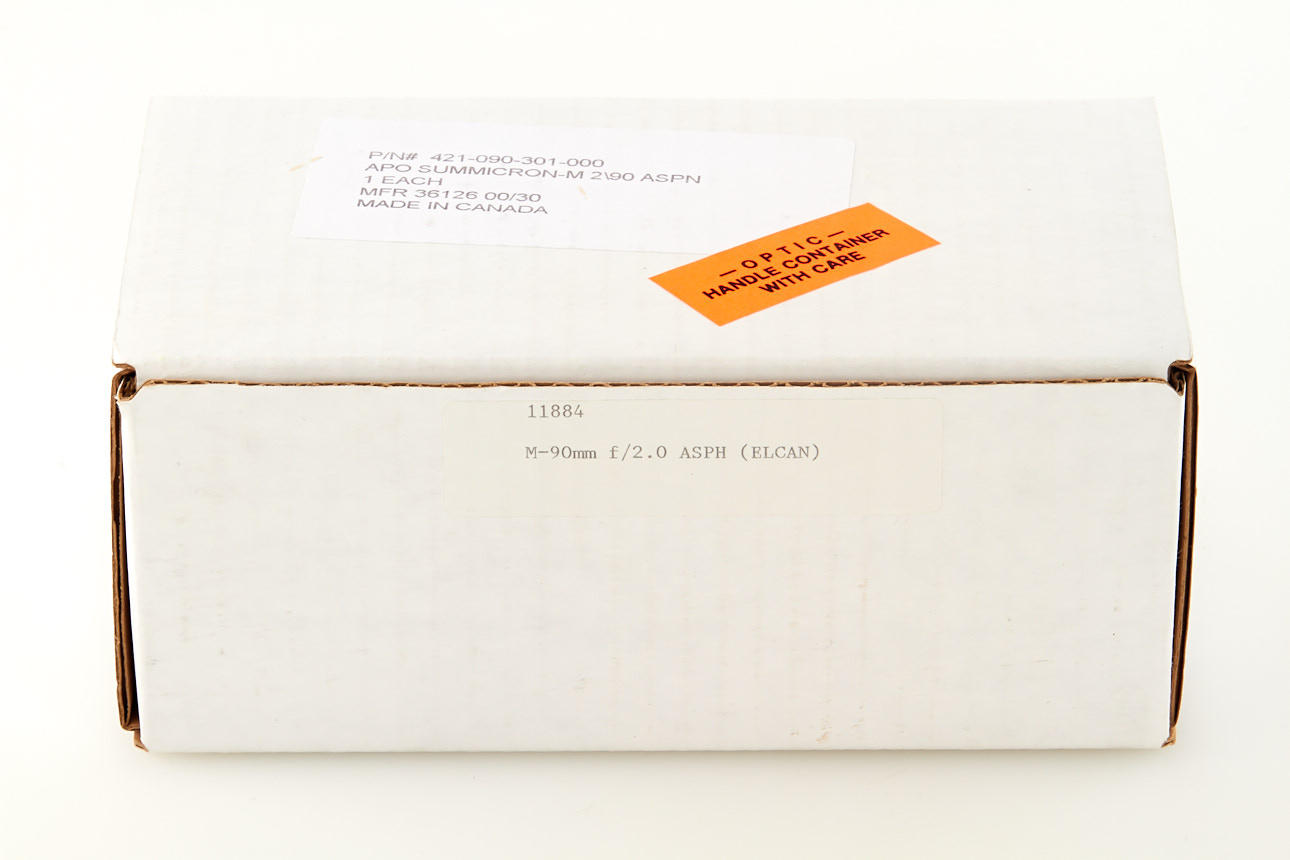 P/N# 421-090-301-000
APO SUMMICRON-M 2\90 ASPN
1 EACH
MFR 36126 00/30
MADE IN CANADA
— O P T I C —
HANDLE CONTAINER
WITH CARE
11884
M-90mm f/2.0 ASPH (ELCAN)